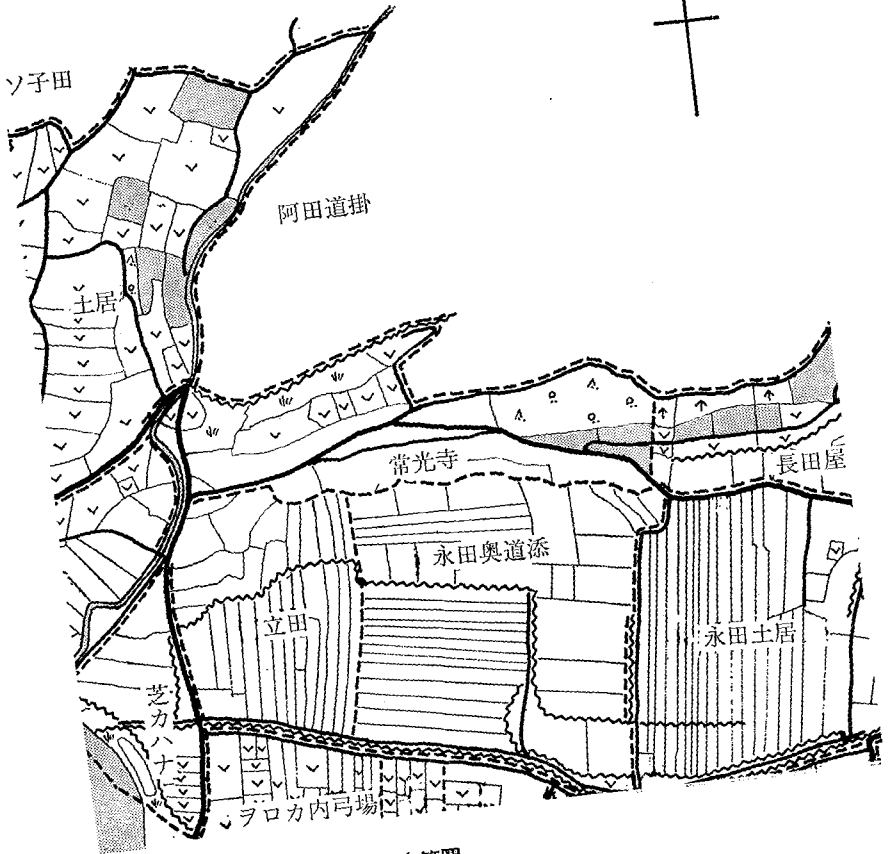 ソ子田
阿田道掛
土居
常光寺
長田屋
永田奥道添
立田
永田土居
芝カハナ
ヲロカ内弓場